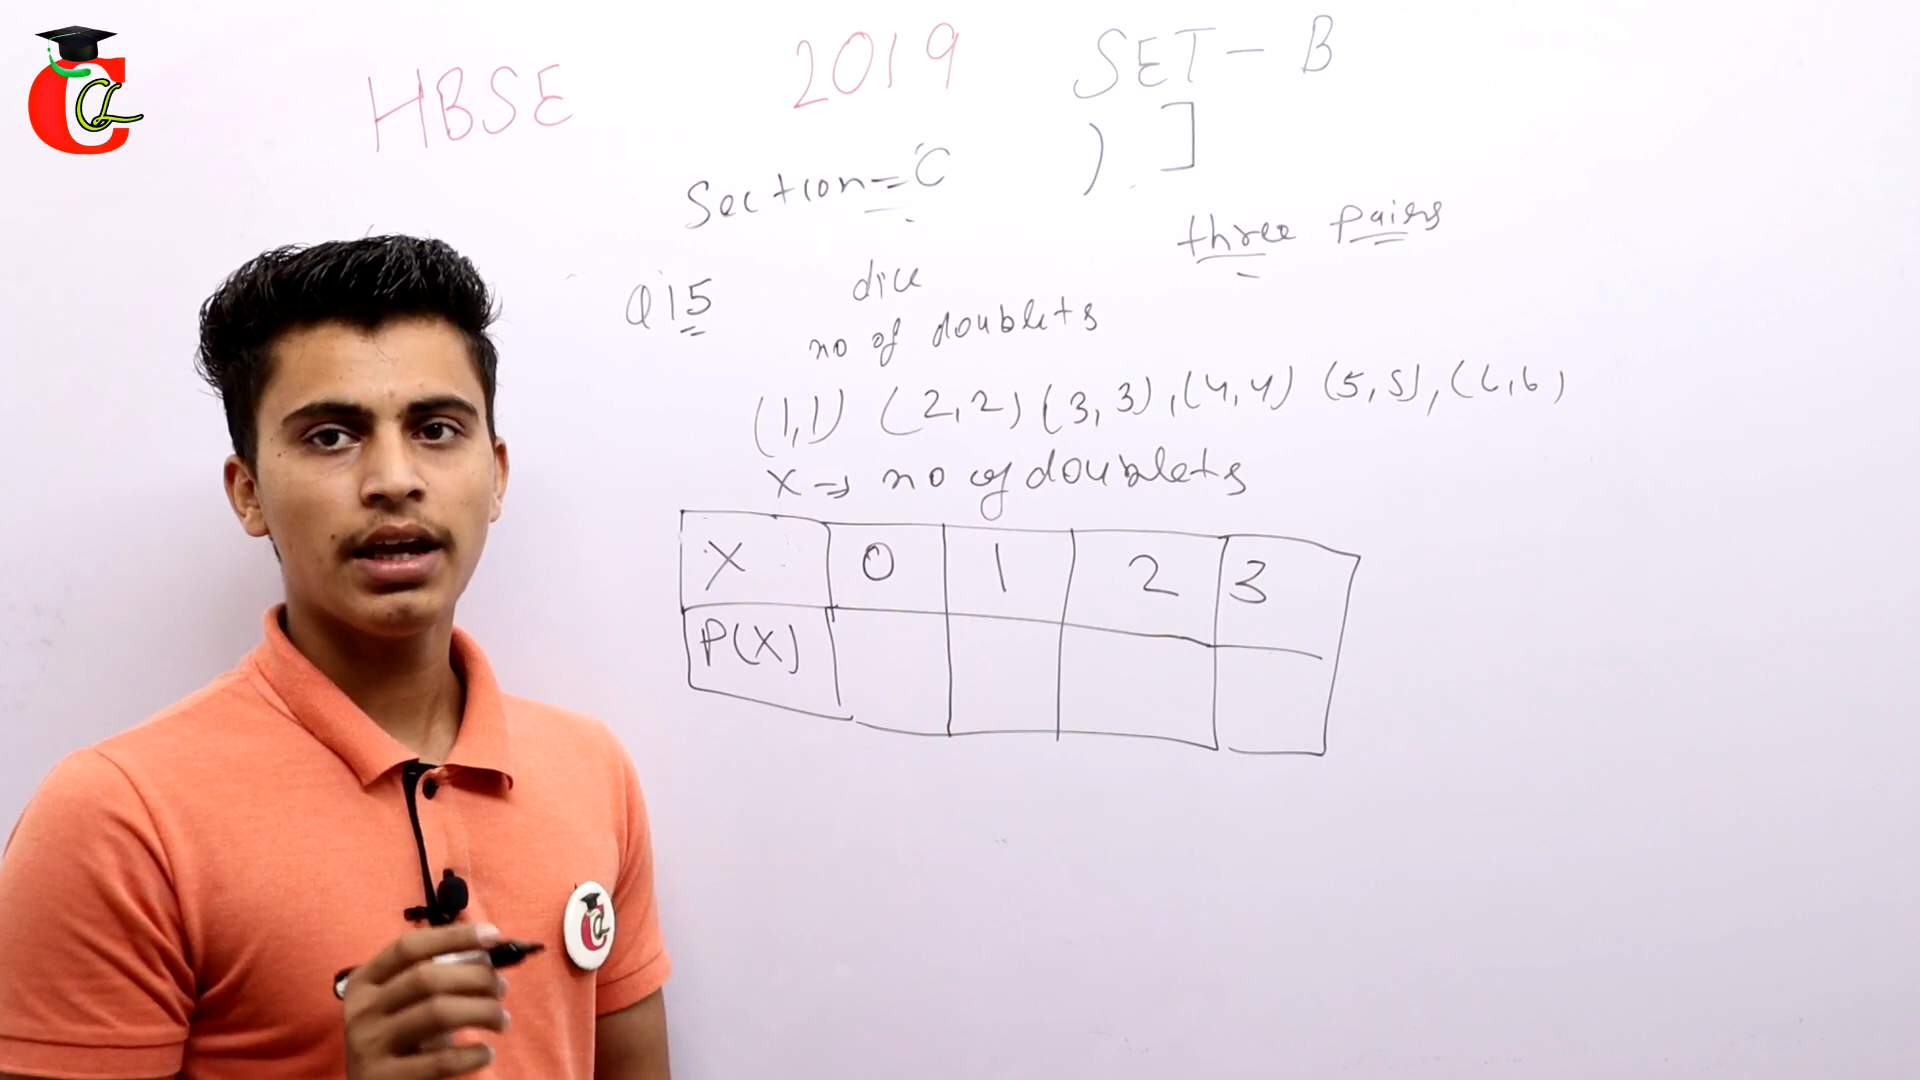 HBSE 2019 SET-B
) ]
Section=C
three pairs
Q15 dice
no of doublets
(1,1) (2,2) (3,3),(4,4) (5,5),(6,6)
X → no of doublets
X 0 1 2 3
P(X)